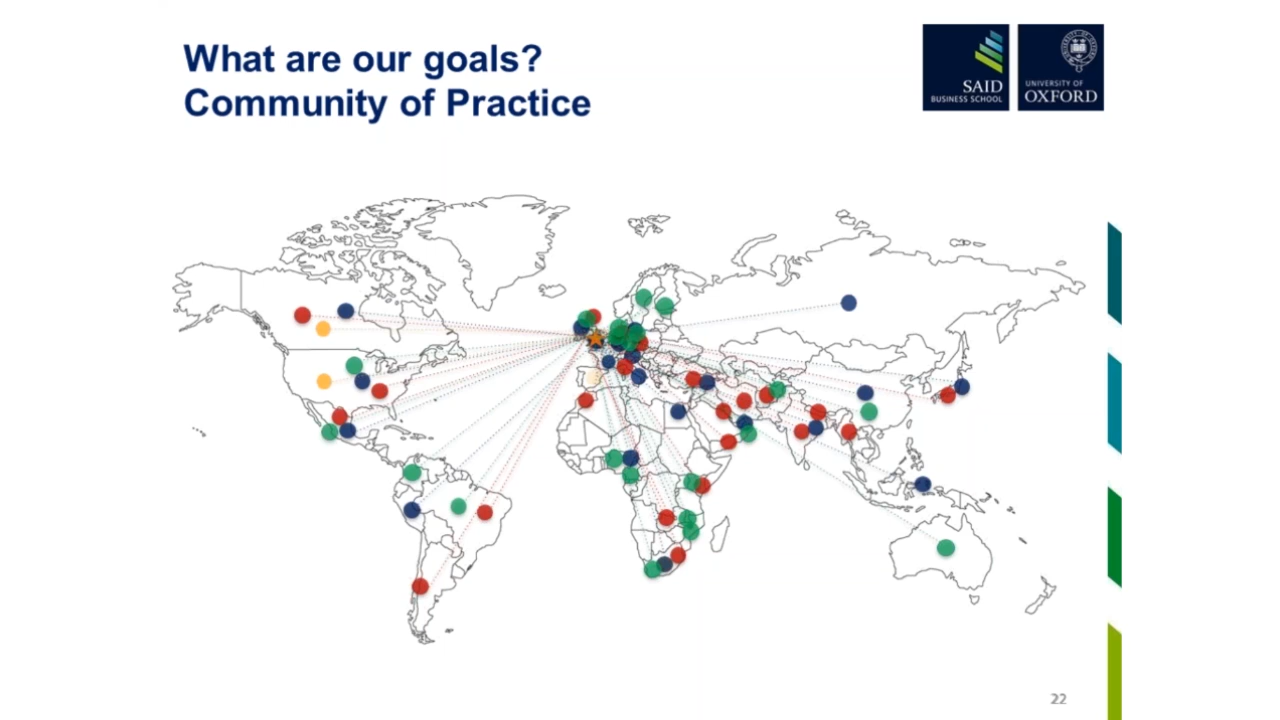 What are our goals?
Community of Practice
SAID
BUSINESS SCHOOL
UNIVERSITY OF
OXFORD
22